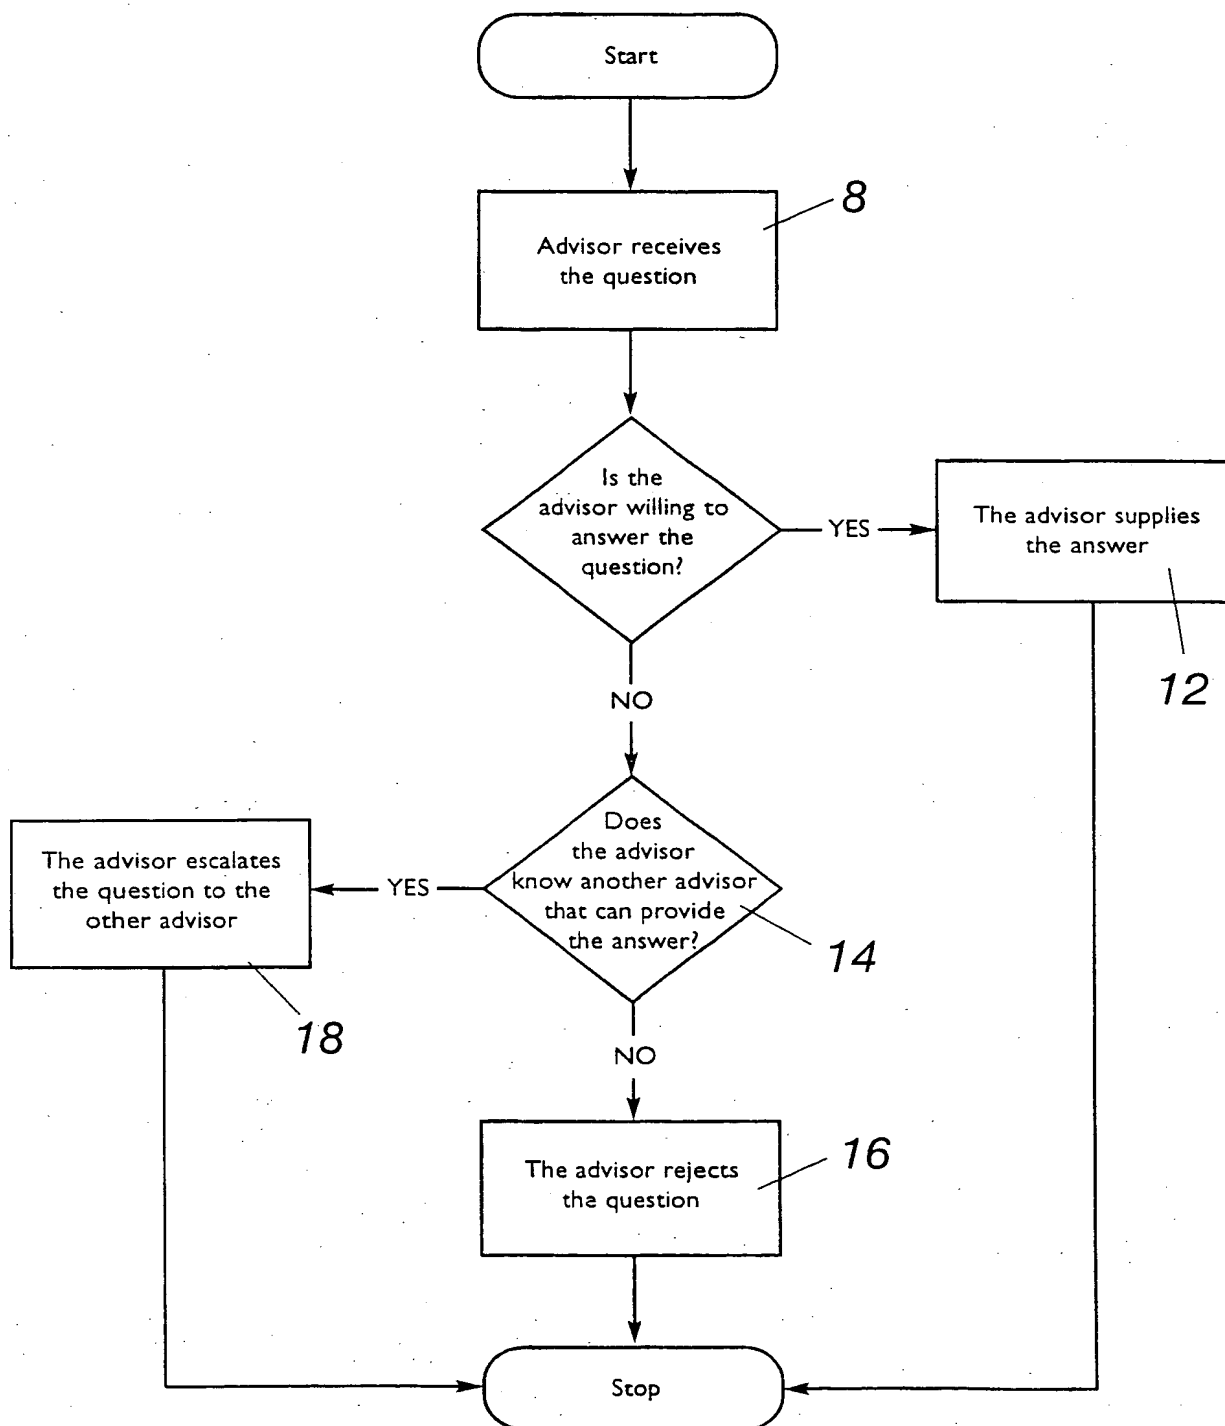 Start
8
Advisor receives
the question
Is the
advisor willing to
answer the
question?
YES
The advisor supplies
the answer
12
NO
Does
the advisor
know another advisor
that can provide
the answer?
14
YES
The advisor escalates
the question to the
other advisor
18
NO
The advisor rejects
the question
16
Stop